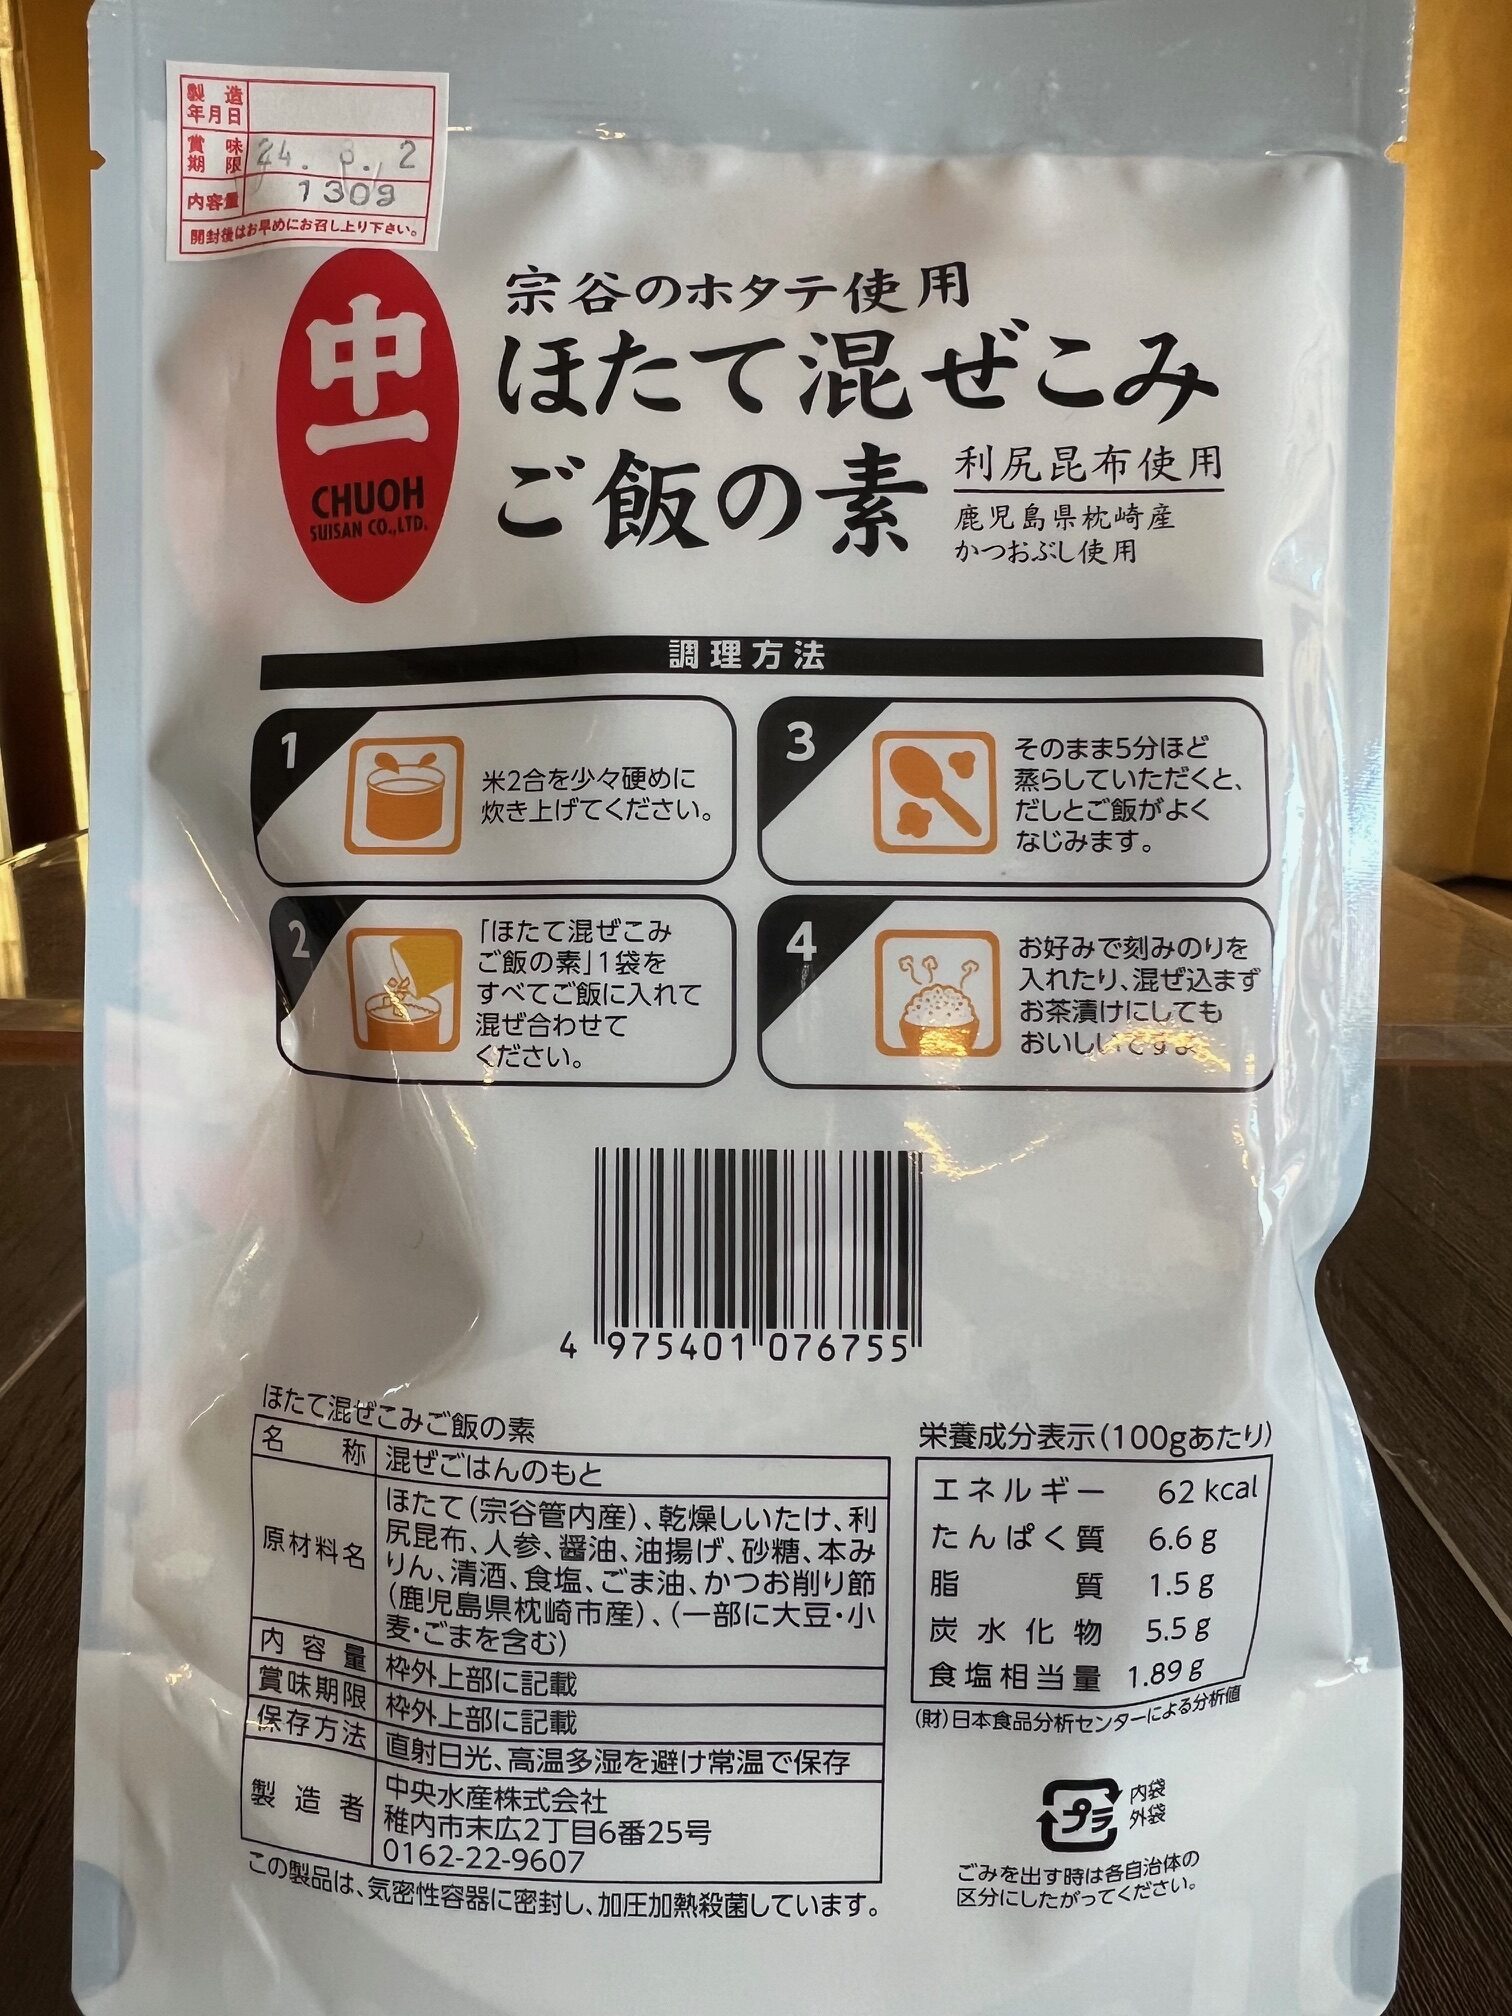 製造
年月日
賞味
期限
内容量 130g
開封後はお早めにお召し上り下さい。
中一
CHUOH
SUISAN CO.,LTD.
宗谷のホタテ使用
ほたて混ぜこみ
ご飯の素
利尻昆布使用
鹿児島県枕崎産
かつおぶし使用
調理方法
1
米2合を少々硬めに
炊き上げてください。
2
「ほたて混ぜこみ
ご飯の素」1袋を
すべてご飯に入れて
混ぜ合わせて
ください。
3
そのまま5分ほど
蒸らしていただくと、
だしとご飯がよく
なじみます。
4
お好みで刻みのりを
入れたり、混ぜ込まず
お茶漬けにしても
おいしいですよ
4 975401 076755
ほたて混ぜこみご飯の素
名称 混ぜごはんのもと
原材料名 ほたて(宗谷管内産)、乾燥しいたけ、利
尻昆布、人参、醤油、油揚げ、砂糖、本み
りん、清酒、食塩、ごま油、かつお削り節
(鹿児島県枕崎市産)、(一部に大豆・小
麦・ごまを含む)
内容量 枠外上部に記載
賞味期限 枠外上部に記載
保存方法 直射日光、高温多湿を避け常温で保存
製造者 中央水産株式会社
稚内市末広2丁目6番25号
0162-22-9607
この製品は、気密性容器に密封し、加圧加熱殺菌しています。
栄養成分表示(100gあたり)
エネルギー 62 kcal
たんぱく質 6.6 g
脂質 1.5 g
炭水化物 5.5 g
食塩相当量 1.89 g
(財)日本食品分析センターによる分析値
プラ
内袋
外袋
ごみを出す時は各自治体の
区分にしたがってください。